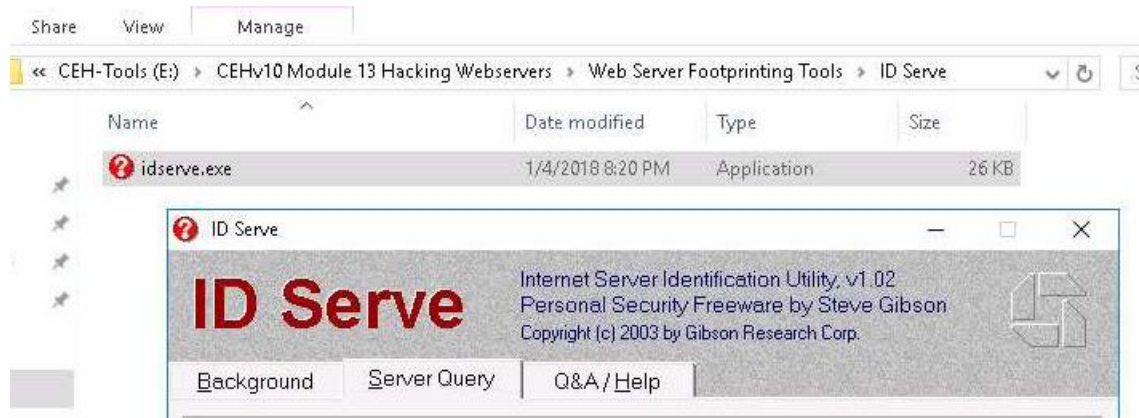 Share View Manage
« CEH-Tools (E:) > CEHv10 Module 13 Hacking Webservers > Web Server Footprinting Tools > ID Serve
Name Date modified Type Size
idserve.exe 1/4/2018 8:20 PM Application 26 KB
ID Serve
ID Serve
Internet Server Identification Utility, v1.02
Personal Security Freeware by Steve Gibson
Copyright (c) 2003 by Gibson Research Corp.
Background Server Query Q&A / Help